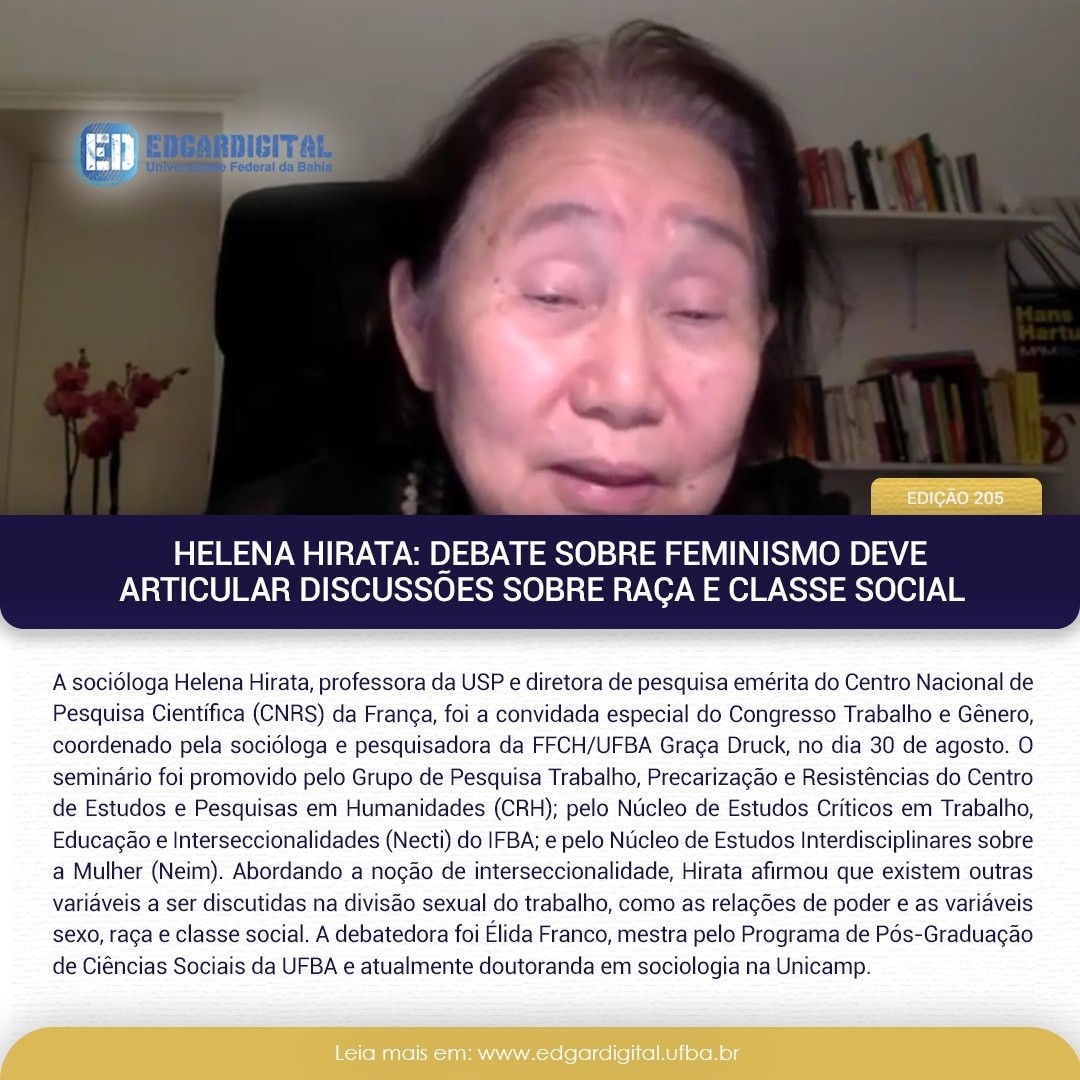 ED EDGARDIGITAL
Universidade Federal da Bahia
Hans
Hartu
EDIÇÃO 205
HELENA HIRATA: DEBATE SOBRE FEMINISMO DEVE
ARTICULAR DISCUSSÕES SOBRE RAÇA E CLASSE SOCIAL
A socióloga Helena Hirata, professora da USP e diretora de pesquisa emérita do Centro Nacional de
Pesquisa Científica (CNRS) da França, foi a convidada especial do Congresso Trabalho e Gênero,
coordenado pela socióloga e pesquisadora da FFCH/UFBA Graça Druck, no dia 30 de agosto. O
seminário foi promovido pelo Grupo de Pesquisa Trabalho, Precarização e Resistências do Centro
de Estudos e Pesquisas em Humanidades (CRH); pelo Núcleo de Estudos Críticos em Trabalho,
Educação e Interseccionalidades (Necti) do IFBA; e pelo Núcleo de Estudos Interdisciplinares sobre
a Mulher (Neim). Abordando a noção de interseccionalidade, Hirata afirmou que existem outras
variáveis a ser discutidas na divisão sexual do trabalho, como as relações de poder e as variáveis
sexo, raça e classe social. A debatedora foi Élida Franco, mestra pelo Programa de Pós-Graduação
de Ciências Sociais da UFBA e atualmente doutoranda em sociologia na Unicamp.
Leia mais em: www.edgardigital.ufba.br